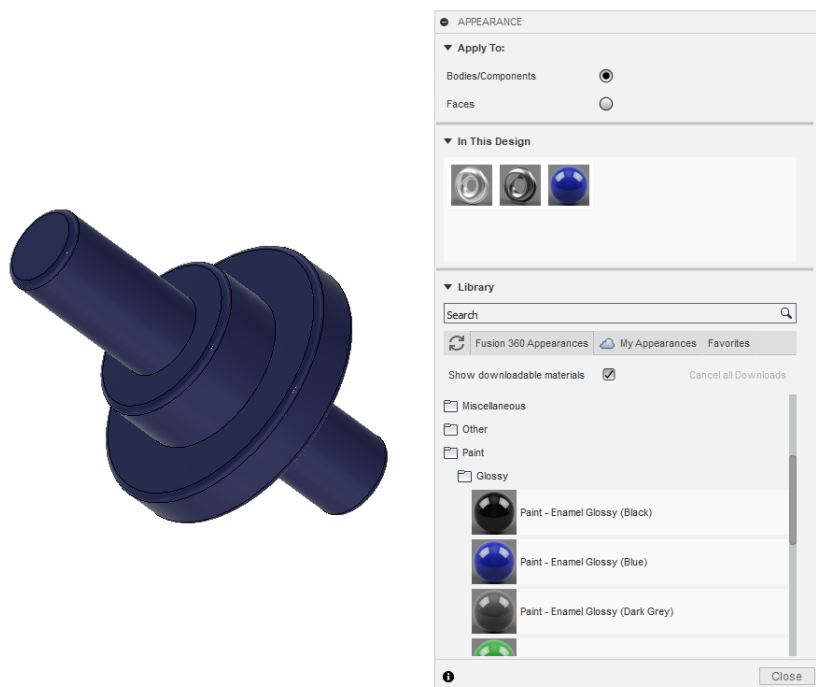 APPEARANCE
Apply To:
Bodies/Components
Faces
In This Design
Library
Search
Fusion 360 Appearances My Appearances Favorites
Show downloadable materials Cancel all Downloads
Miscellaneous
Other
Paint
Glossy
Paint - Enamel Glossy (Black)
Paint - Enamel Glossy (Blue)
Paint - Enamel Glossy (Dark Grey)
Close